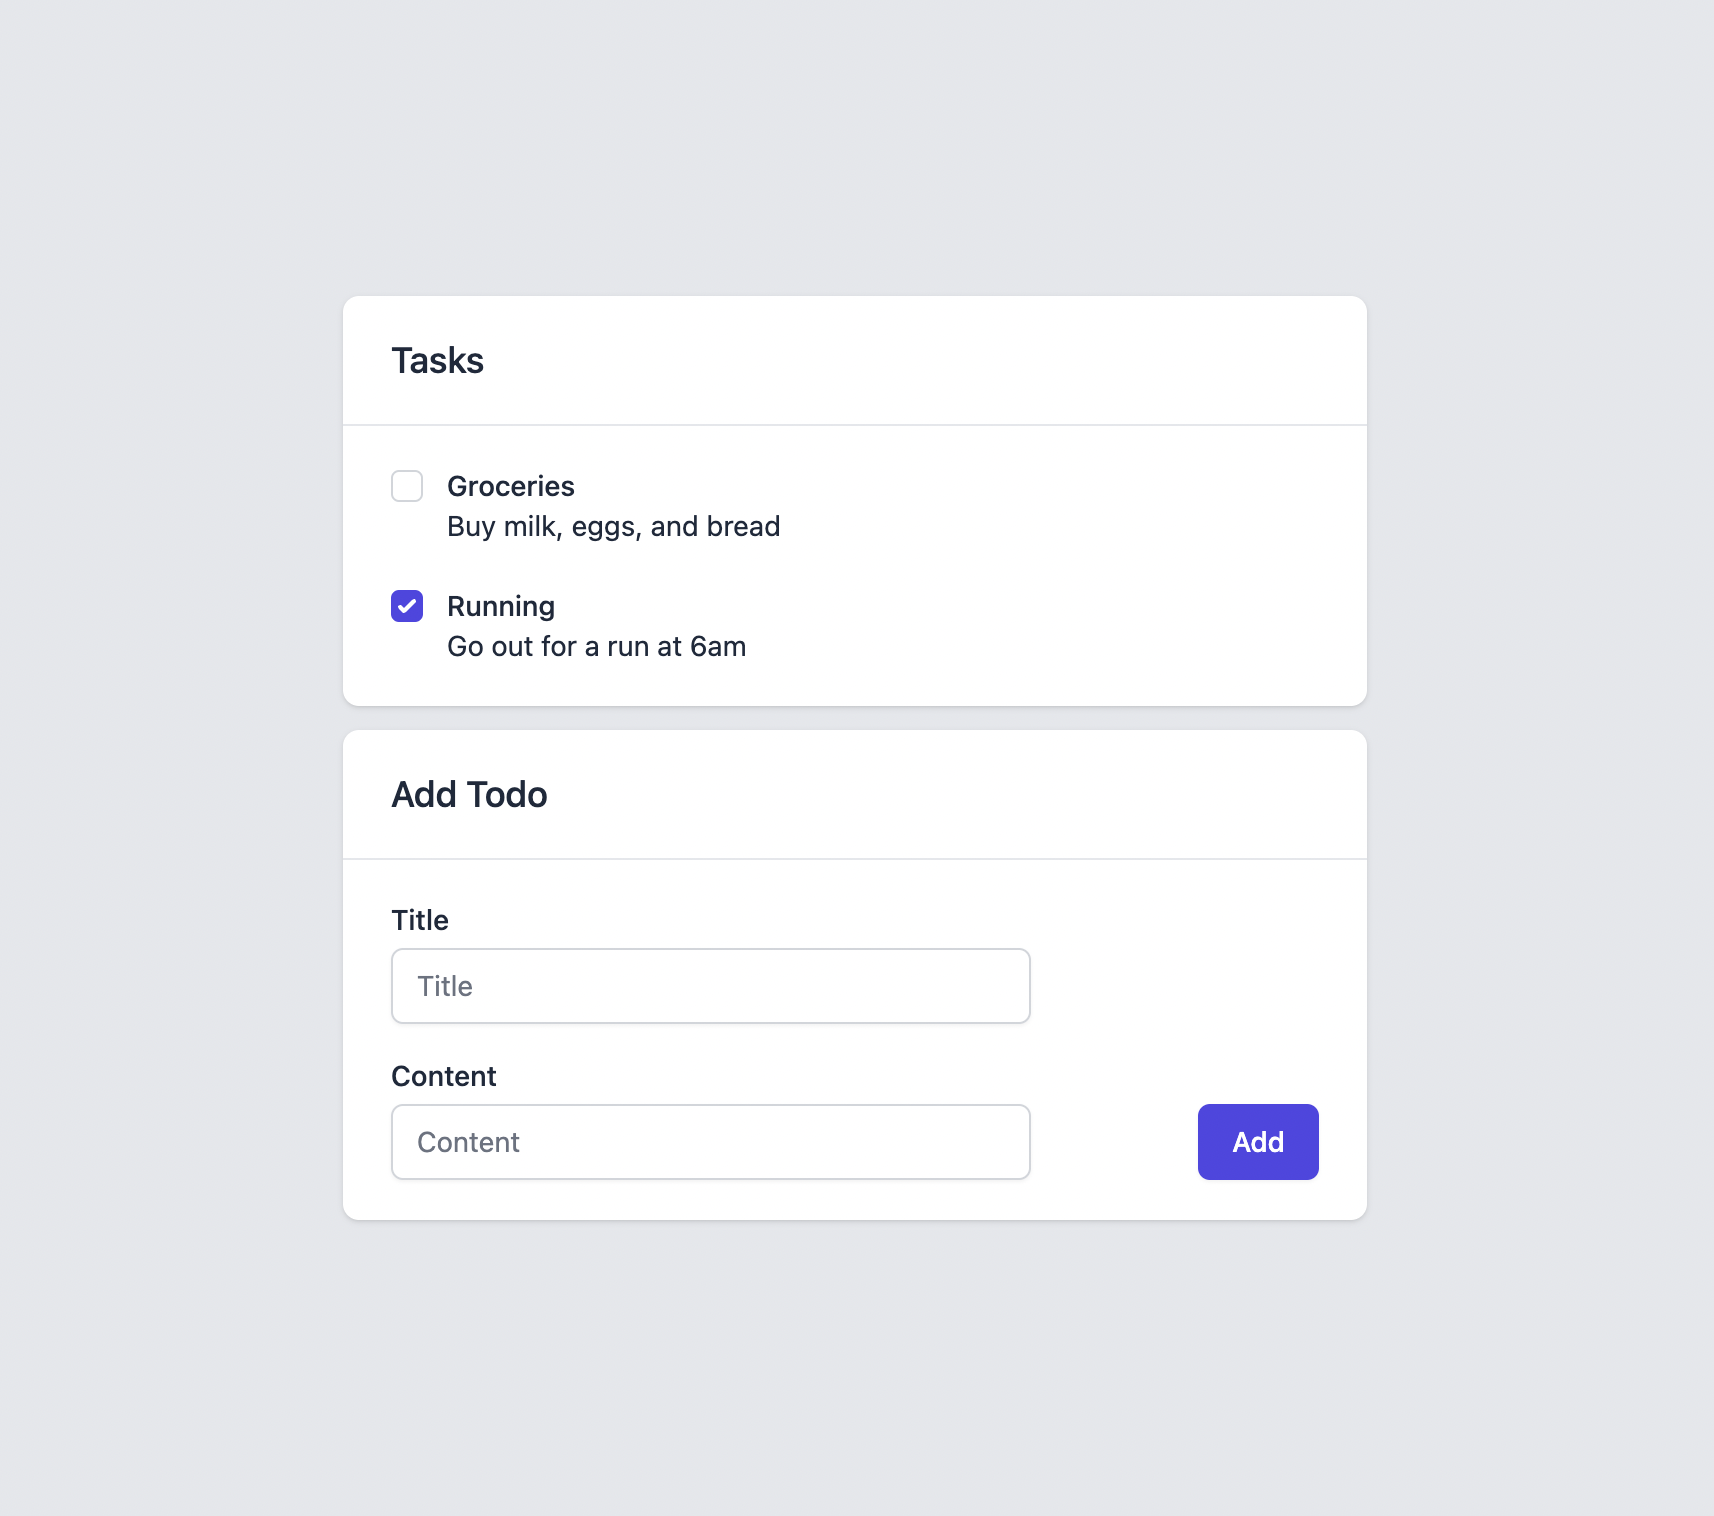 Tasks
Groceries
Buy milk, eggs, and bread
Running
Go out for a run at 6am
Add Todo
Title
Title
Content
Content
Add